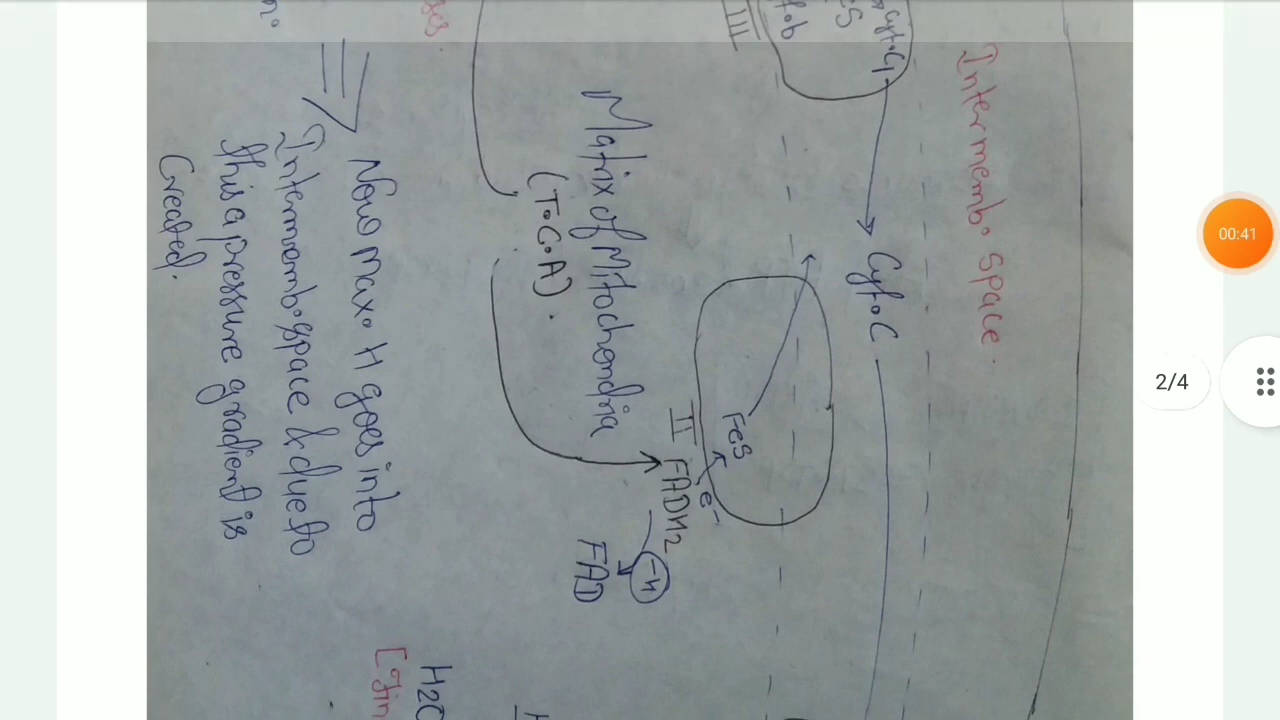 Intermemb. space.
Cyt.C1
Cyt.b
III
Cyt.C
FeS
e-
II
FADH2
-H
FAD
Matrix of Mitochondria
(T.C.A).
Now max. H goes into
Intermemb. space & due to
this a pressure gradient is
Created.
H2O
00:41
2/4